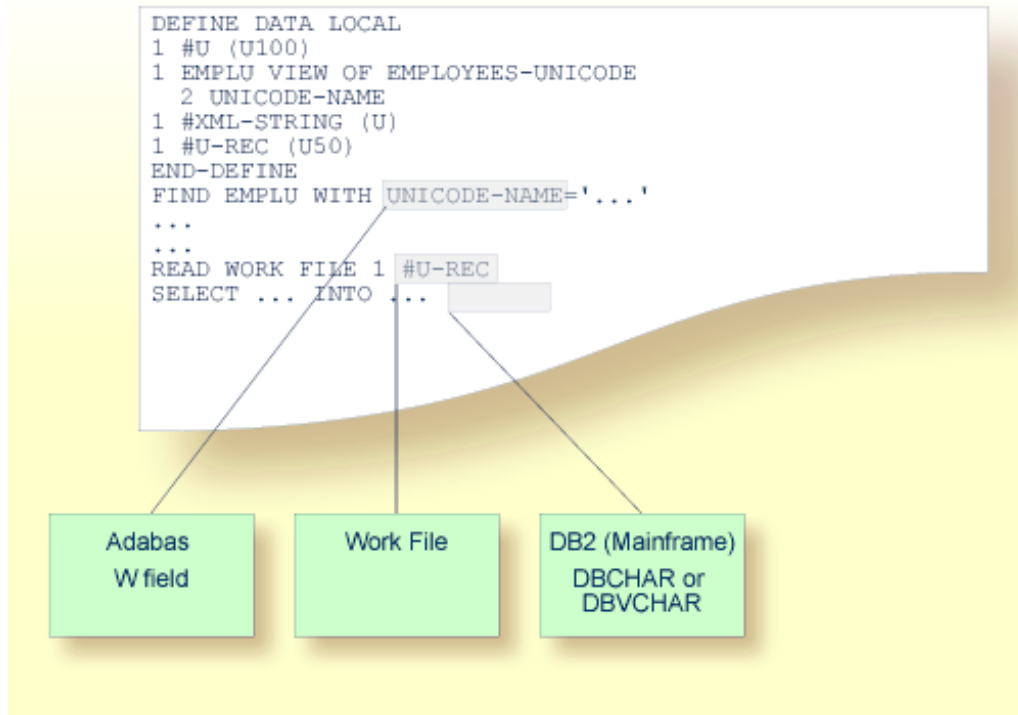 DEFINE DATA LOCAL
1 #U (U100)
1 EMPLU VIEW OF EMPLOYEES-UNICODE
  2 UNICODE-NAME
1 #XML-STRING (U)
1 #U-REC (U50)
END-DEFINE
FIND EMPLU WITH UNICODE-NAME='...'
...
...
READ WORK FILE 1 #U-REC
SELECT ... INTO ...
Adabas
W field
Work File
DB2 (Mainframe)
DBCHAR or
DBVCHAR